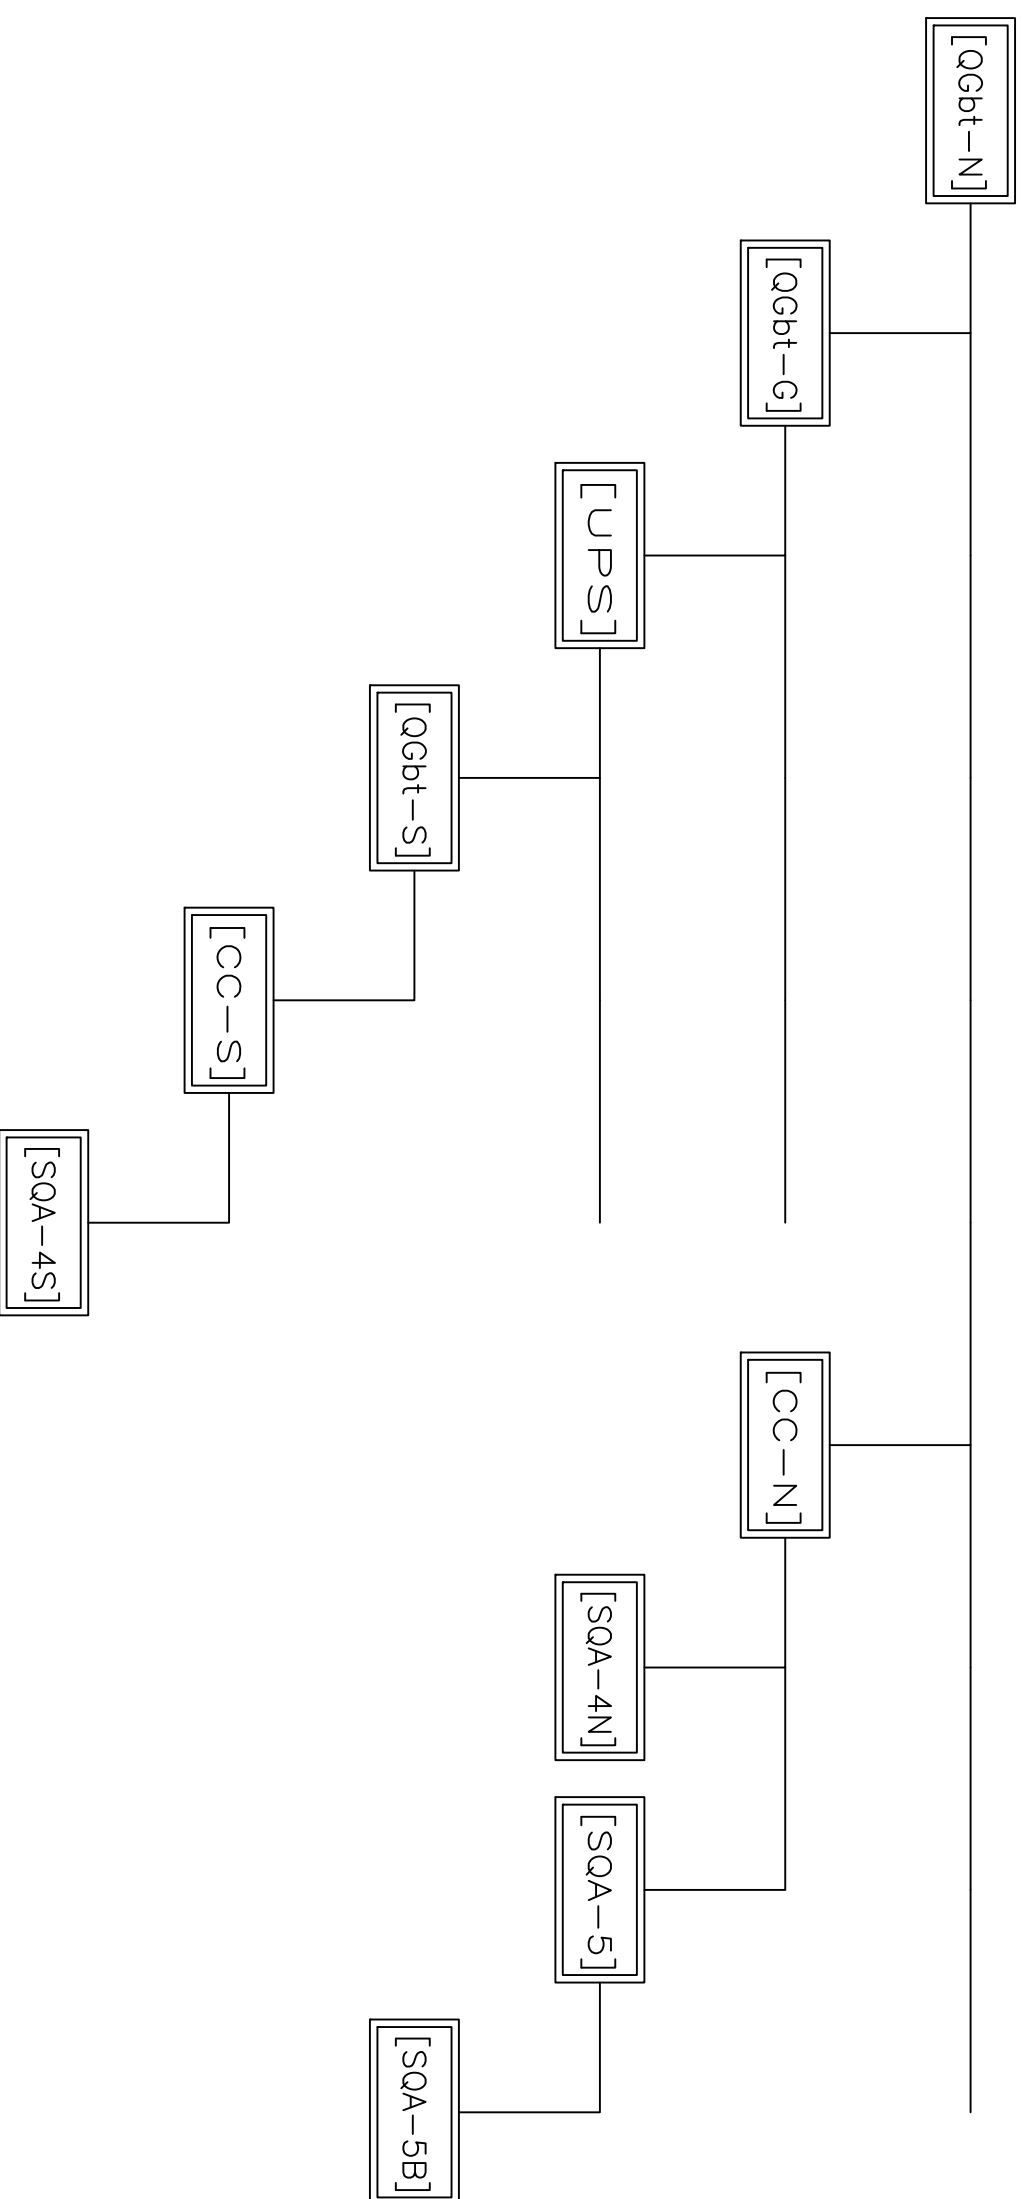 [QGbt-N]
[QGbt-G]
[UPS]
[QGbt-S]
[CC-S]
[SQA-4S]
[CC-N]
[SQA-4N]
[SQA-5]
[SQA-5B]